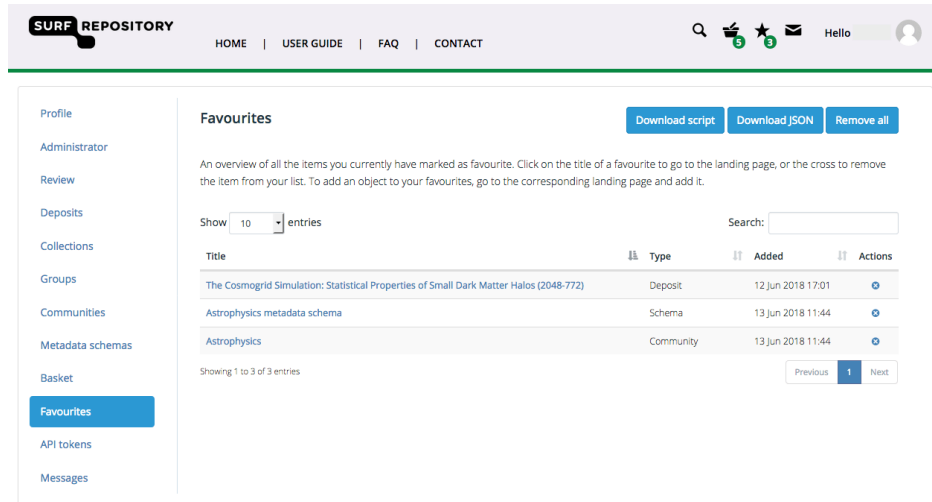 SURF REPOSITORY
HOME | USER GUIDE | FAQ | CONTACT
5
3
Hello
Profile
Administrator
Review
Deposits
Collections
Groups
Communities
Metadata schemas
Basket
Favourites
API tokens
Messages
Favourites
Download script
Download JSON
Remove all
An overview of all the items you currently have marked as favourite. Click on the title of a favourite to go to the landing page, or the cross to remove
the item from your list. To add an object to your favourites, go to the corresponding landing page and add it.
Show 10 entries
Search:
Title Type Added Actions
The Cosmogrid Simulation: Statistical Properties of Small Dark Matter Halos (2048-772) Deposit 12 Jun 2018 17:01
Astrophysics metadata schema Schema 13 Jun 2018 11:44
Astrophysics Community 13 Jun 2018 11:44
Showing 1 to 3 of 3 entries
Previous 1 Next